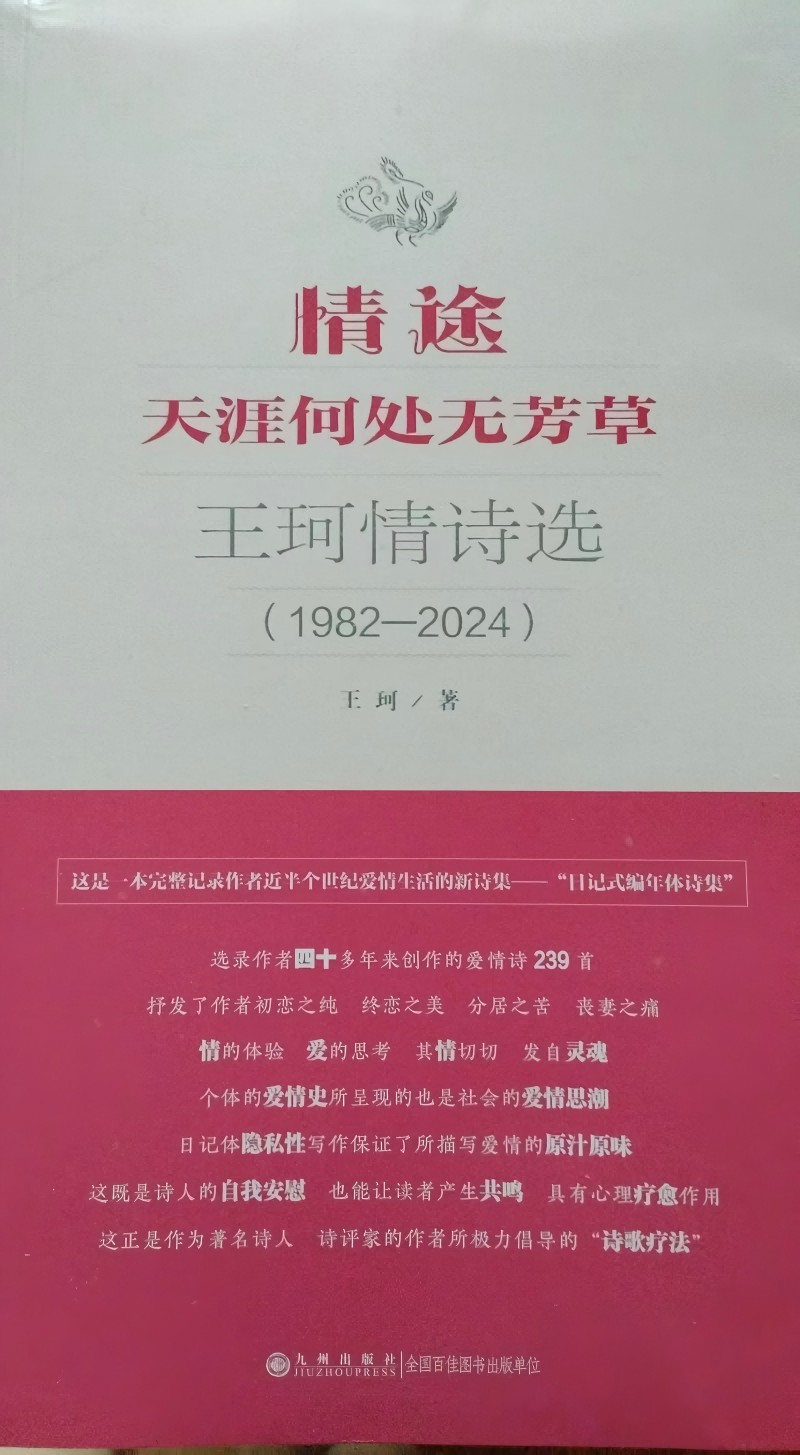 情途
天涯何处无芳草
王珂情诗选
(1982—2024)
王珂/著
这是一本完整记录作者近半个世纪爱情生活的新诗集——“日记式编年体诗集”
选录作者四十多年来创作的爱情诗239首
抒发了作者初恋之纯 终恋之美 分居之苦 丧妻之痛
情的体验 爱的思考 其情切切 发自灵魂
个体的爱情史所呈现的也是社会的爱情思潮
日记体隐私性写作保证了所描写爱情的原汁原味
这既是诗人的自我安慰 也能让读者产生共鸣 具有心理疗愈作用
这正是作为著名诗人 诗评家的作者所极力倡导的“诗歌疗法”
九州出版社 全国百佳图书出版单位
JIUZHOUPRESS